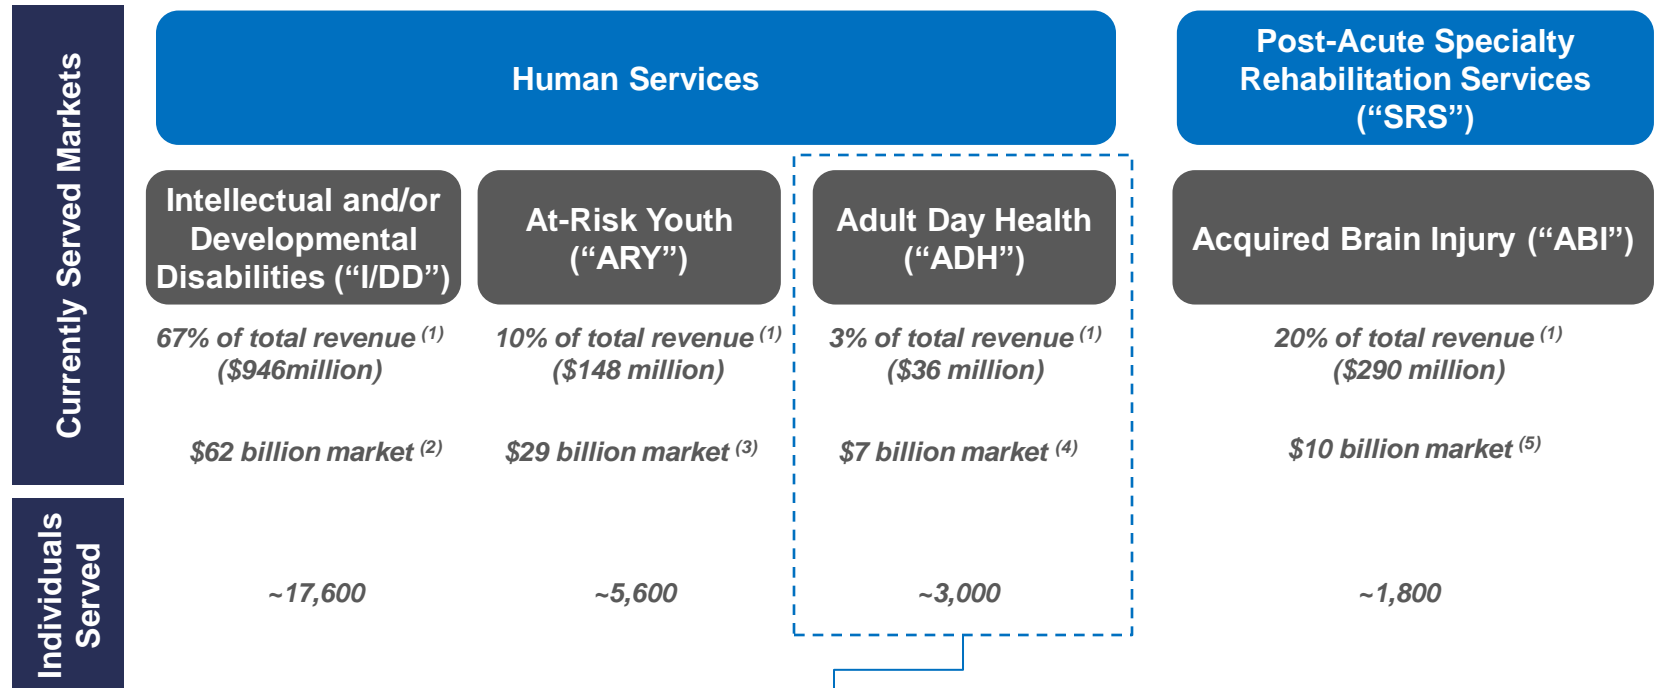 Currently Served Markets
Human Services
Post-Acute Specialty
Rehabilitation Services
(“SRS”)
Intellectual and/or
Developmental
Disabilities (“I/DD”)
At-Risk Youth
(“ARY”)
Adult Day Health
(“ADH”)
Acquired Brain Injury (“ABI”)
67% of total revenue (1)
($946million)
10% of total revenue (1)
($148 million)
3% of total revenue (1)
($36 million)
20% of total revenue (1)
($290 million)
$62 billion market (2)
$29 billion market (3)
$7 billion market (4)
$10 billion market (5)
Individuals
Served
~17,600
~5,600
~3,000
~1,800